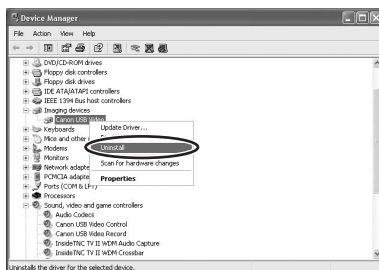 Device Manager
File Action View Help
DVD/CD-ROM drives
Floppy disk controllers
Floppy disk drives
IDE ATA/ATAPI controllers
IEEE 1394 Bus host controllers
Imaging devices
Canon USB Video
Keyboards
Update Driver...
Mice and other
Modems
Uninstall
Monitors
Scan for hardware changes
Network adapte
PCMCIA adapte
Properties
Ports (COM & LPT)
Processors
Sound, video and game controllers
Audio Codecs
Canon USB Video Control
Canon USB Video Record
InsideTNC TV II WDM Audio Capture
InsideTNC TV II WDM Crossbar
Uninstalls the driver for the selected device.